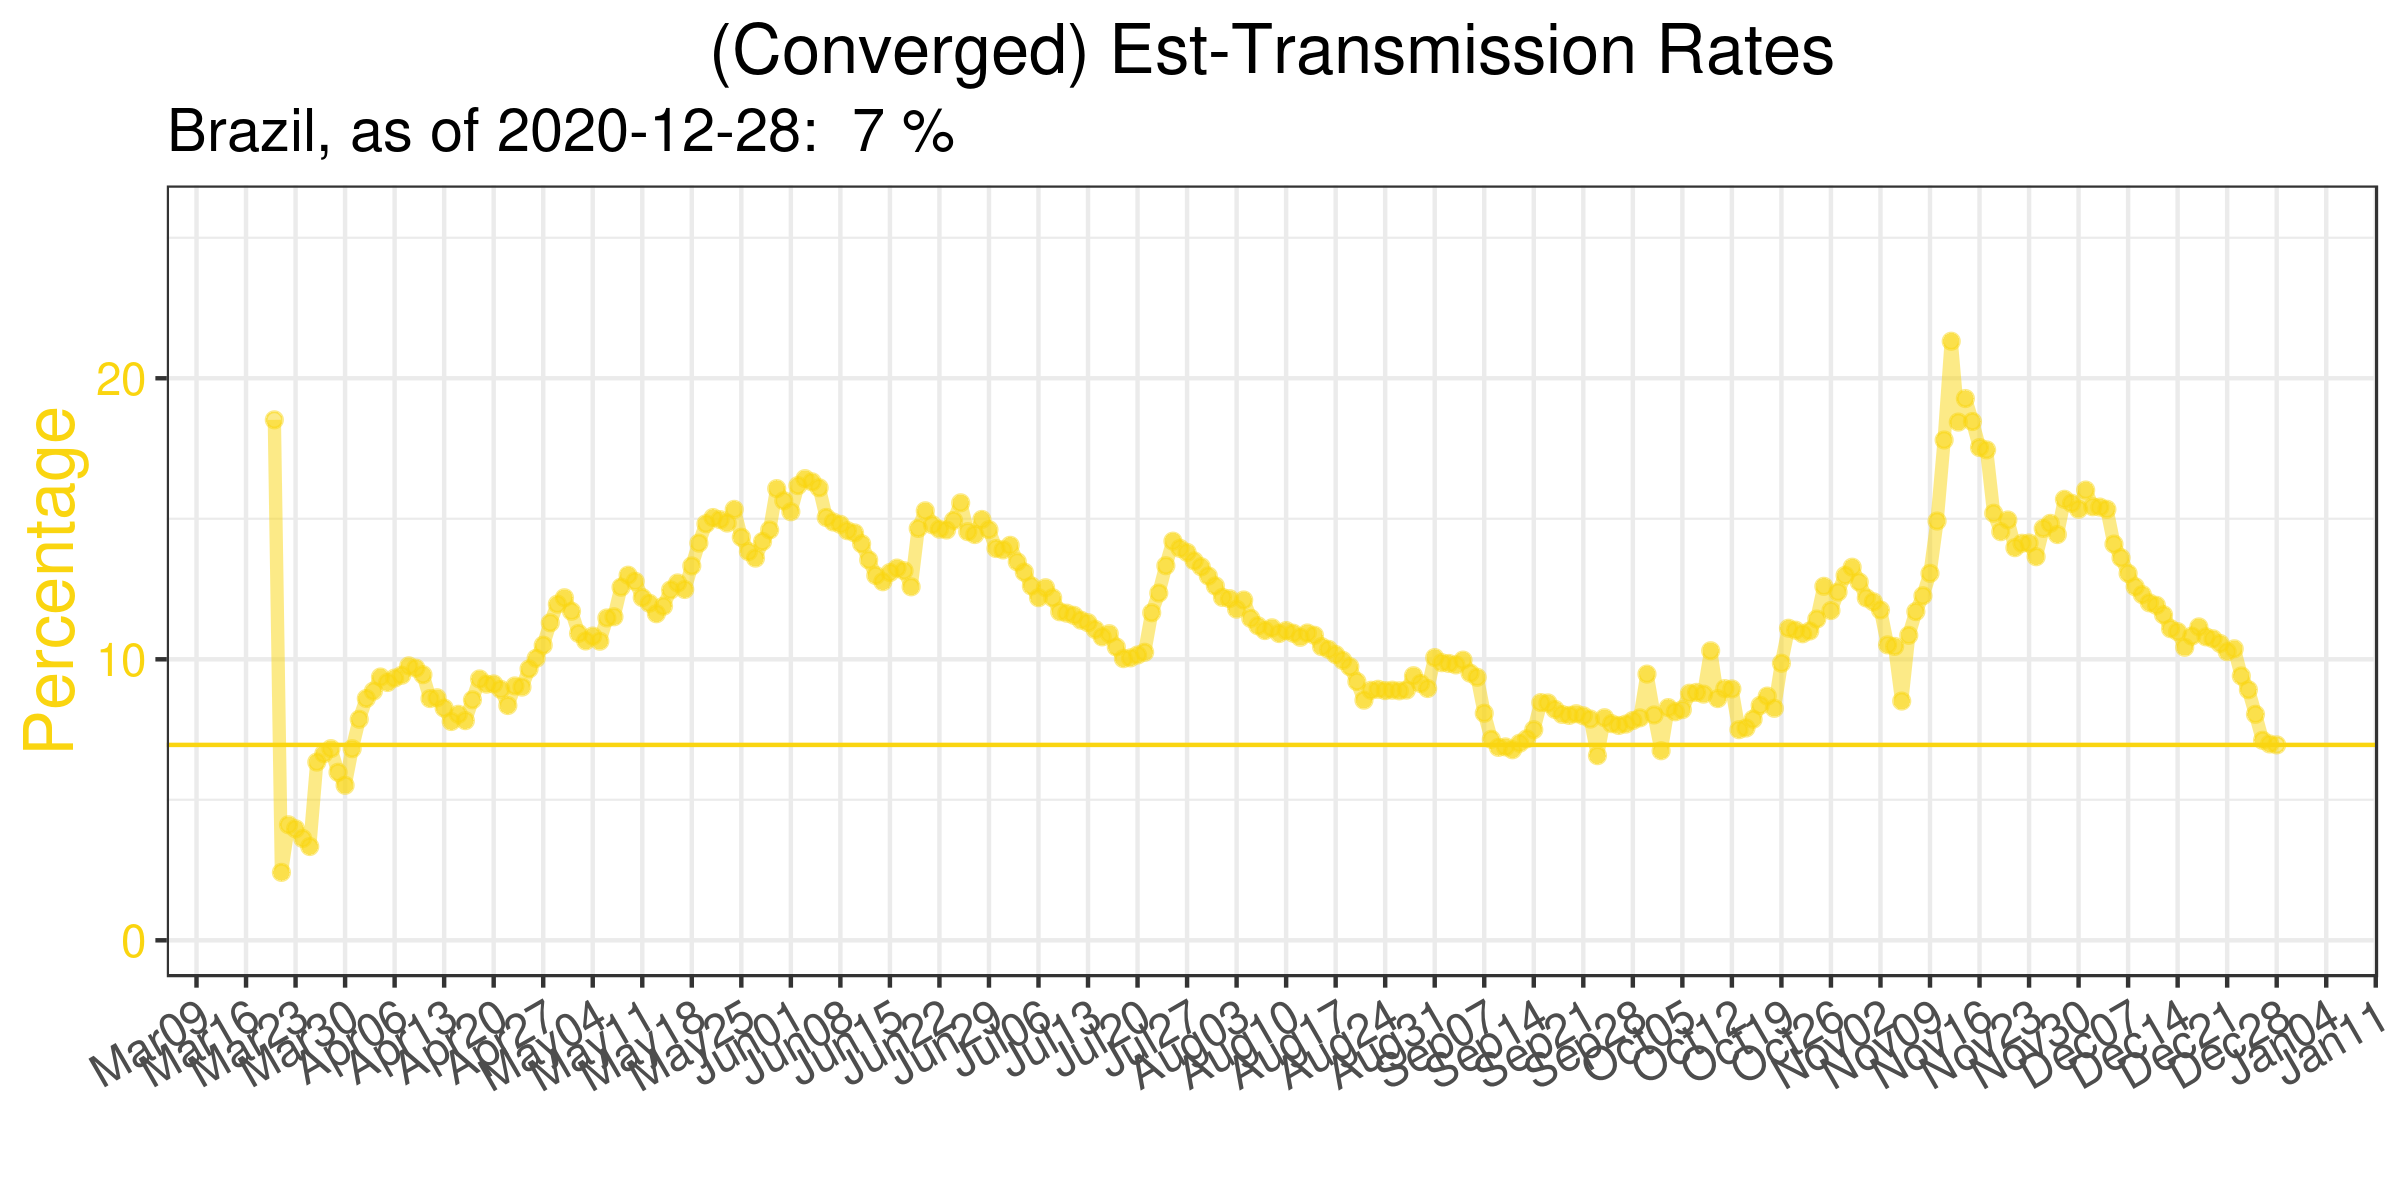 (Converged) Est-Transmission Rates
Brazil, as of 2020-12-28:  7 %
Percentage
20
10
0
Mar09
Mar16
Mar23
Mar30
Apr06
Apr13
Apr20
Apr27
May04
May11
May18
May25
Jun01
Jun08
Jun15
Jun22
Jun29
Jul06
Jul13
Jul20
Jul27
Aug03
Aug10
Aug17
Aug24
Aug31
Sep07
Sep14
Sep21
Sep28
Oct05
Oct12
Oct19
Oct26
Nov02
Nov09
Nov16
Nov23
Nov30
Dec07
Dec14
Dec21
Dec28
Jan04
Jan11